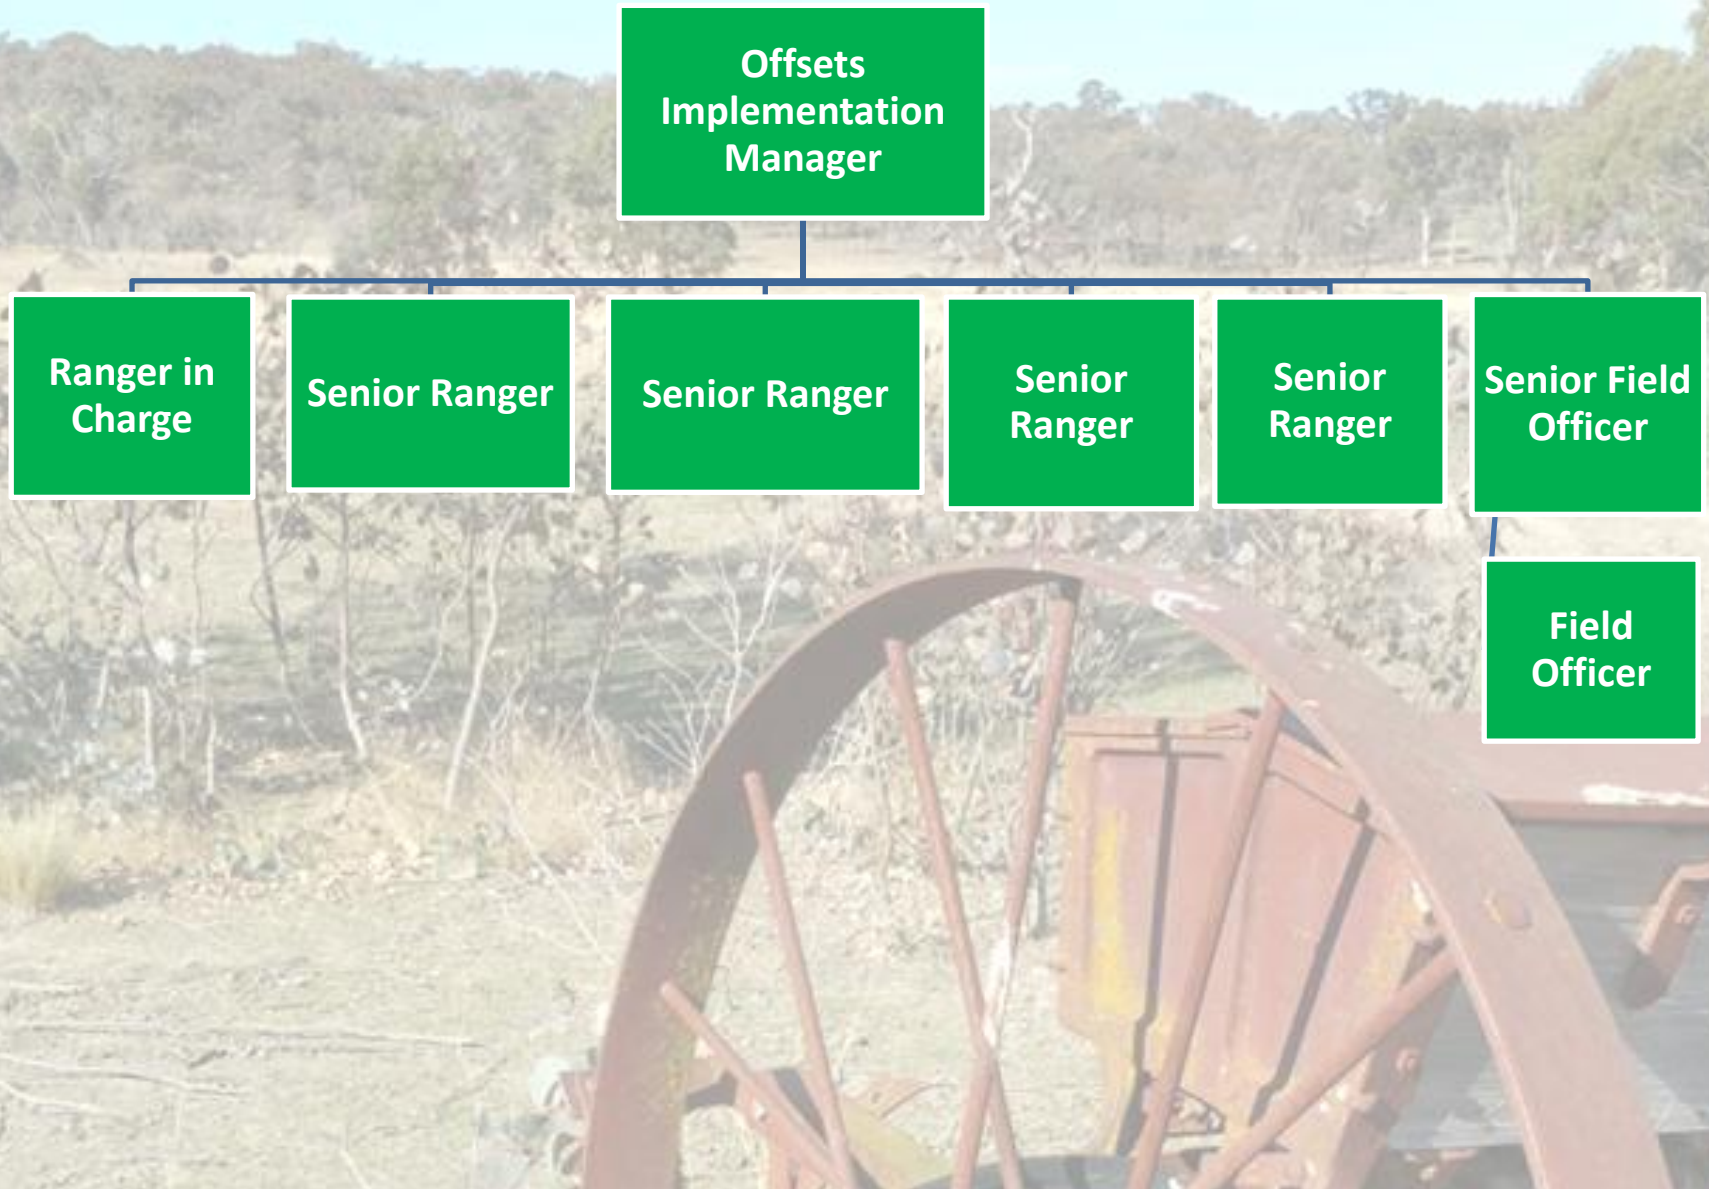 Offsets
Implementation
Manager
Ranger in
Charge
Senior Ranger
Senior Ranger
Senior
Ranger
Senior
Ranger
Senior Field
Officer
Field
Officer